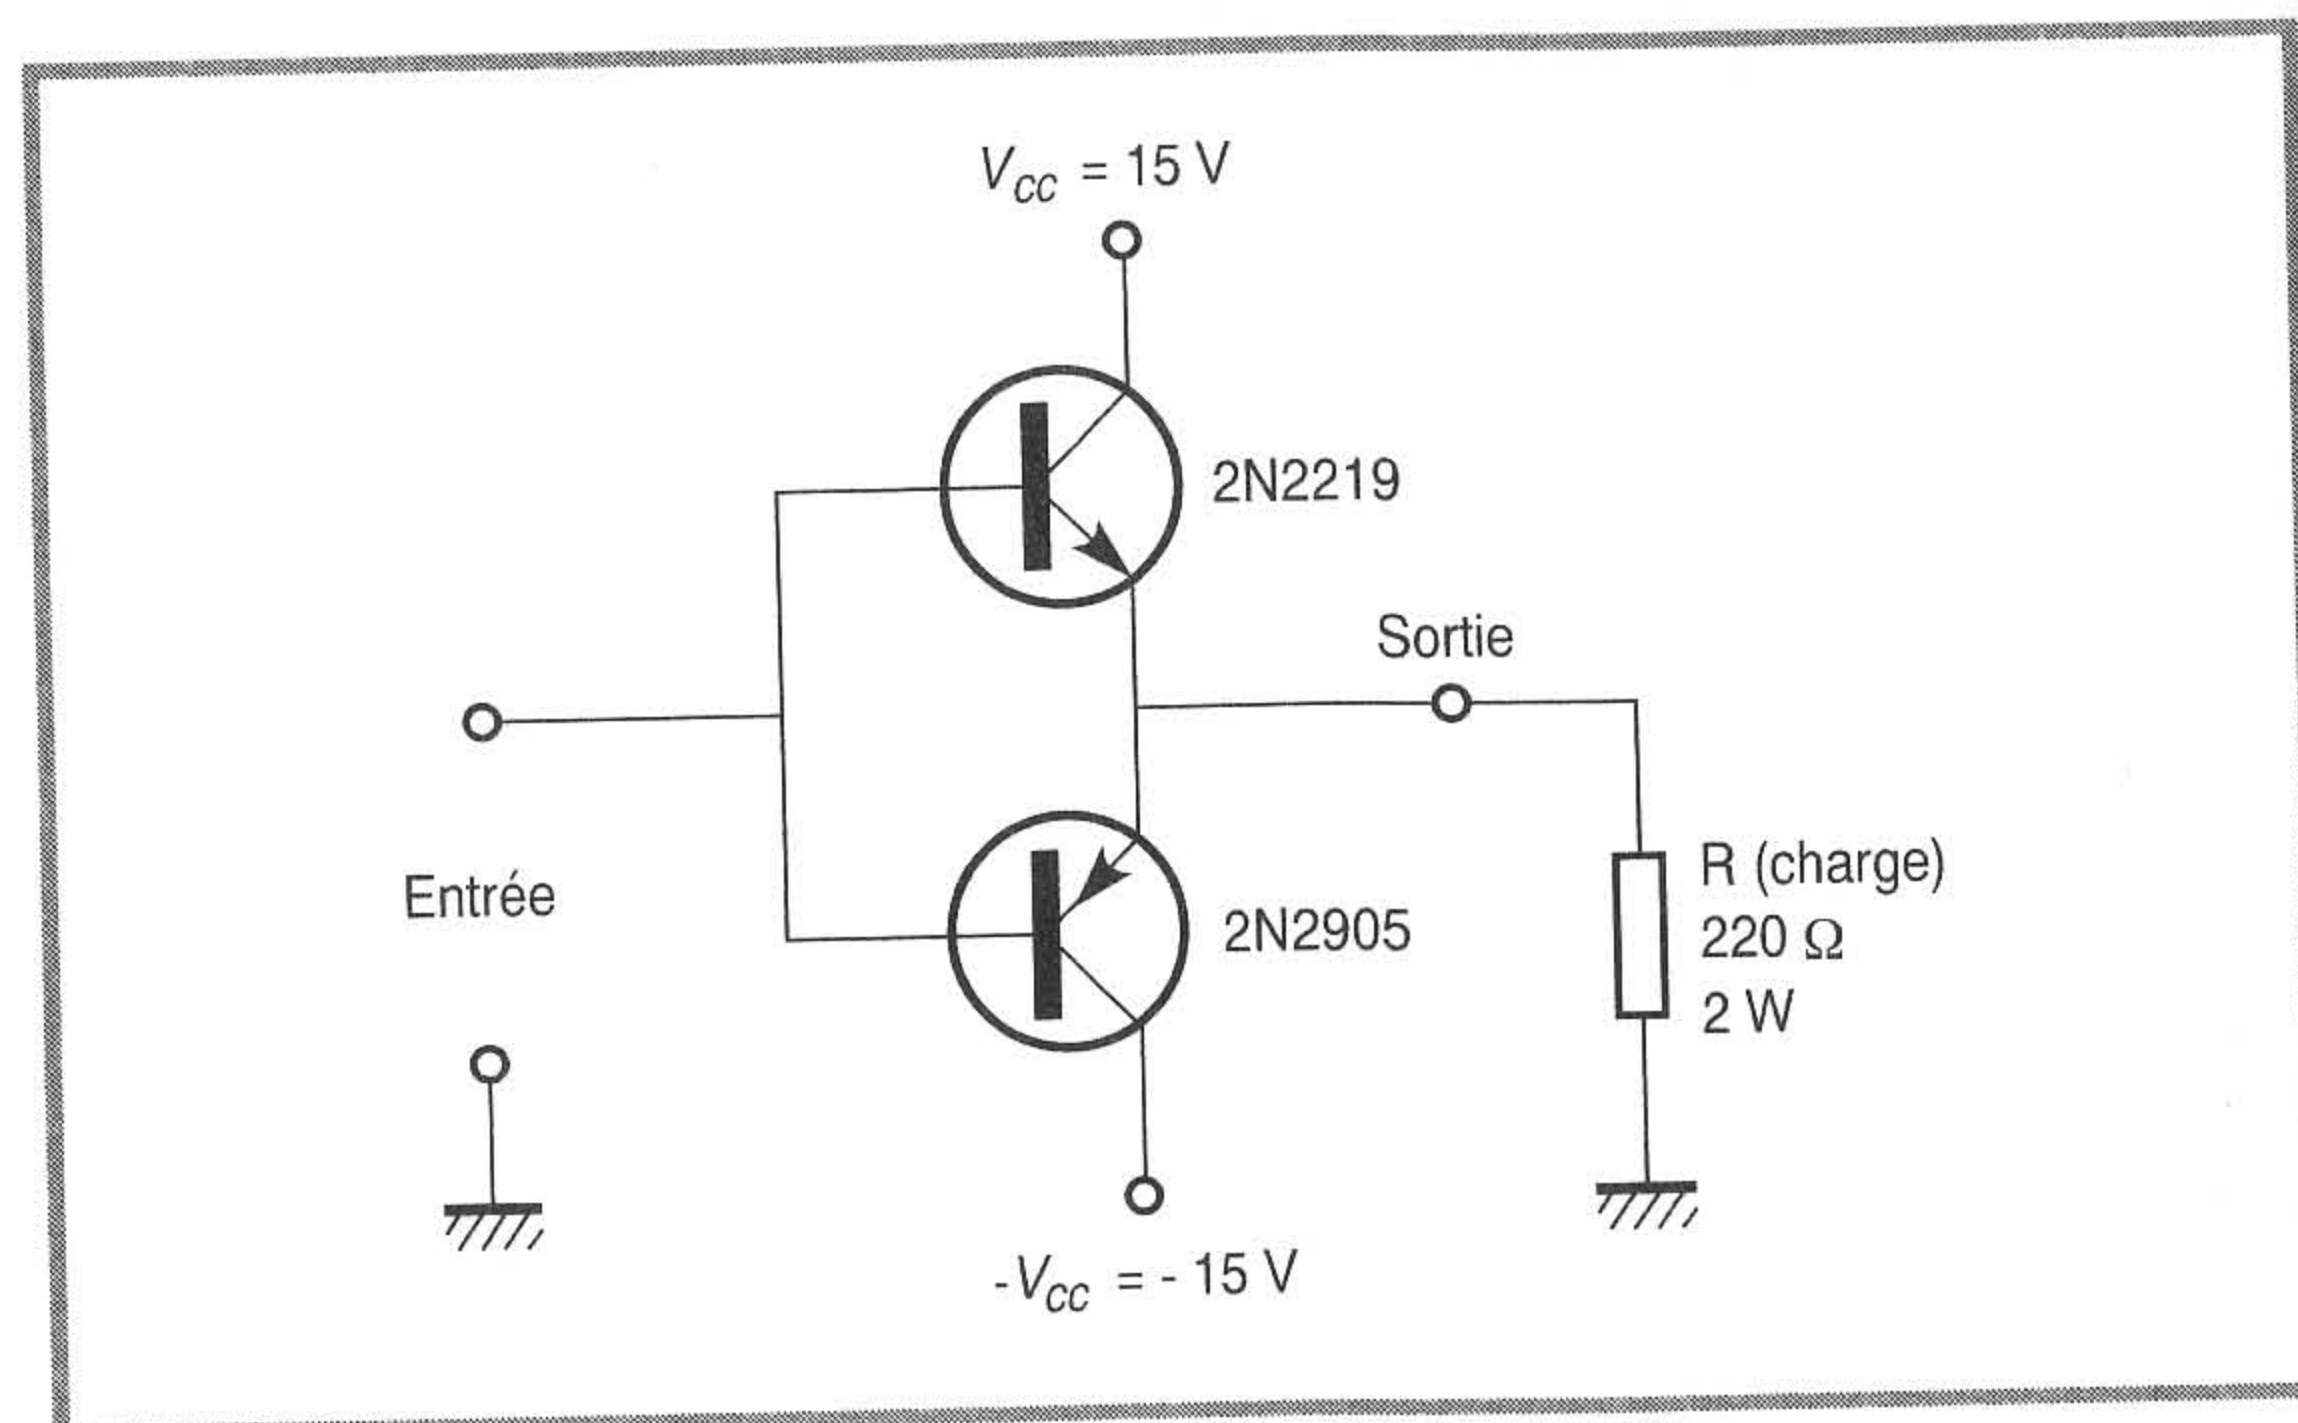 V_CC = 15 V
2N2219
Sortie
Entrée
2N2905
R (charge)
220 Ω
2 W
-V_CC = - 15 V